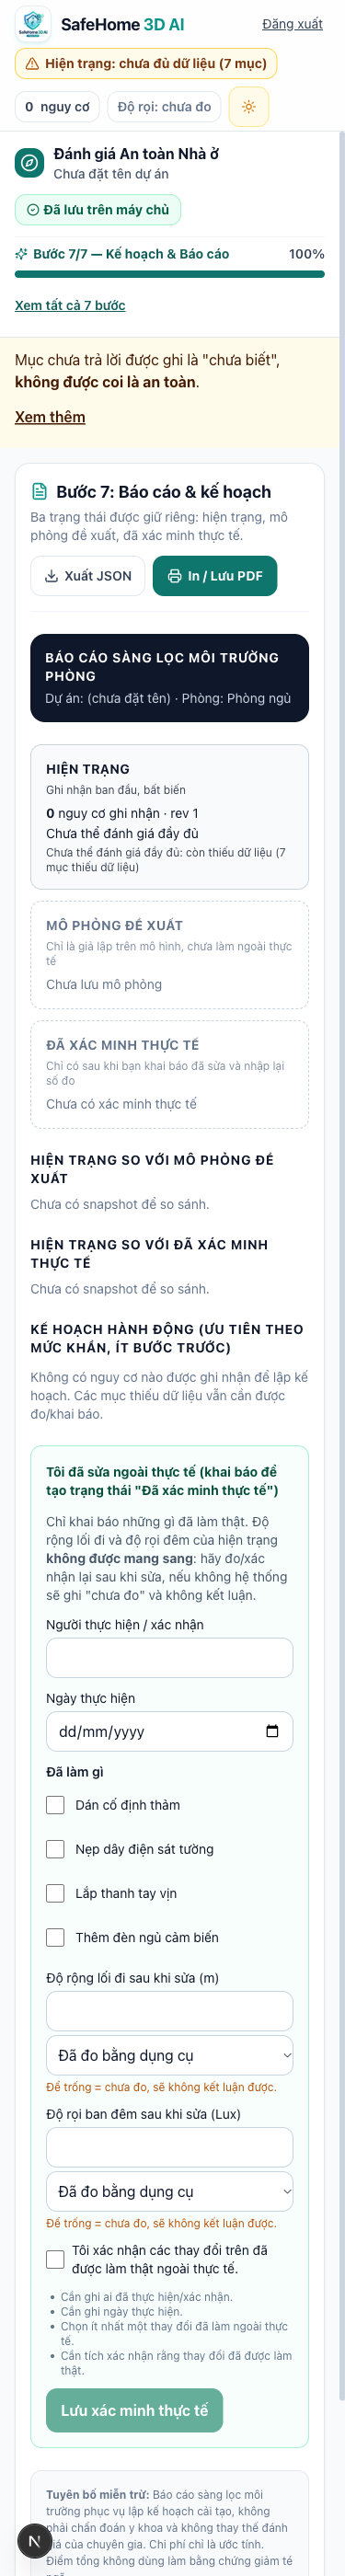 SafeHome 3D AI
Đăng xuất
Hiện trạng: chưa đủ dữ liệu (7 mục)
0 nguy cơ
Độ rọi: chưa đo
Đánh giá An toàn Nhà ở
Chưa đặt tên dự án
Đã lưu trên máy chủ
Bước 7/7 — Kế hoạch & Báo cáo
100%
Xem tất cả 7 bước
Mục chưa trả lời được ghi là "chưa biết",
không được coi là an toàn.
Xem thêm
Bước 7: Báo cáo & kế hoạch
Ba trạng thái được giữ riêng: hiện trạng, mô
phỏng đề xuất, đã xác minh thực tế.
Xuất JSON
In / Lưu PDF
BÁO CÁO SÀNG LỌC MÔI TRƯỜNG
PHÒNG
Dự án: (chưa đặt tên) · Phòng: Phòng ngủ
HIỆN TRẠNG
Ghi nhận ban đầu, bất biến
0 nguy cơ ghi nhận · rev 1
Chưa thể đánh giá đầy đủ
Chưa thể đánh giá đầy đủ: còn thiếu dữ liệu (7
mục thiếu dữ liệu)
MÔ PHỎNG ĐỀ XUẤT
Chỉ là giả lập trên mô hình, chưa làm ngoài thực
tế
Chưa lưu mô phỏng
ĐÃ XÁC MINH THỰC TẾ
Chỉ có sau khi bạn khai báo đã sửa và nhập lại
số đo
Chưa có xác minh thực tế
HIỆN TRẠNG SO VỚI MÔ PHỎNG ĐỀ
XUẤT
Chưa có snapshot để so sánh.
HIỆN TRẠNG SO VỚI ĐÃ XÁC MINH
THỰC TẾ
Chưa có snapshot để so sánh.
KẾ HOẠCH HÀNH ĐỘNG (ƯU TIÊN THEO
MỨC KHẨN, ÍT BƯỚC TRƯỚC)
Không có nguy cơ nào được ghi nhận để lập kế
hoạch. Các mục thiếu dữ liệu vẫn cần được
đo/khai báo.
Tôi đã sửa ngoài thực tế (khai báo để
tạo trạng thái "Đã xác minh thực tế")
Chỉ khai báo những gì đã làm thật. Độ
rộng lối đi và độ rọi đêm của hiện trạng
không được mang sang: hãy đo/xác
nhận lại sau khi sửa, nếu không hệ thống
sẽ ghi "chưa đo" và không kết luận.
Người thực hiện / xác nhận
Ngày thực hiện
dd/mm/yyyy
Đã làm gì
Dán cố định thảm
Nẹp dây điện sát tường
Lắp thanh tay vịn
Thêm đèn ngủ cảm biến
Độ rộng lối đi sau khi sửa (m)
Đã đo bằng dụng cụ
Để trống = chưa đo, sẽ không kết luận được.
Độ rọi ban đêm sau khi sửa (Lux)
Đã đo bằng dụng cụ
Để trống = chưa đo, sẽ không kết luận được.
Tôi xác nhận các thay đổi trên đã
được làm thật ngoài thực tế.
• Cần ghi ai đã thực hiện/xác nhận.
• Cần ghi ngày thực hiện.
• Chọn ít nhất một thay đổi đã làm ngoài thực
tế.
• Cần tích xác nhận rằng thay đổi đã được làm
thật.
Lưu xác minh thực tế
Tuyên bố miễn trừ: Báo cáo sàng lọc môi
trường phục vụ lập kế hoạch cải tạo, không
phải chẩn đoán y khoa và không thay thế đánh
giá của chuyên gia. Chi phí chỉ là ước tính.
Điểm tổng không dùng làm bằng chứng giảm té
N